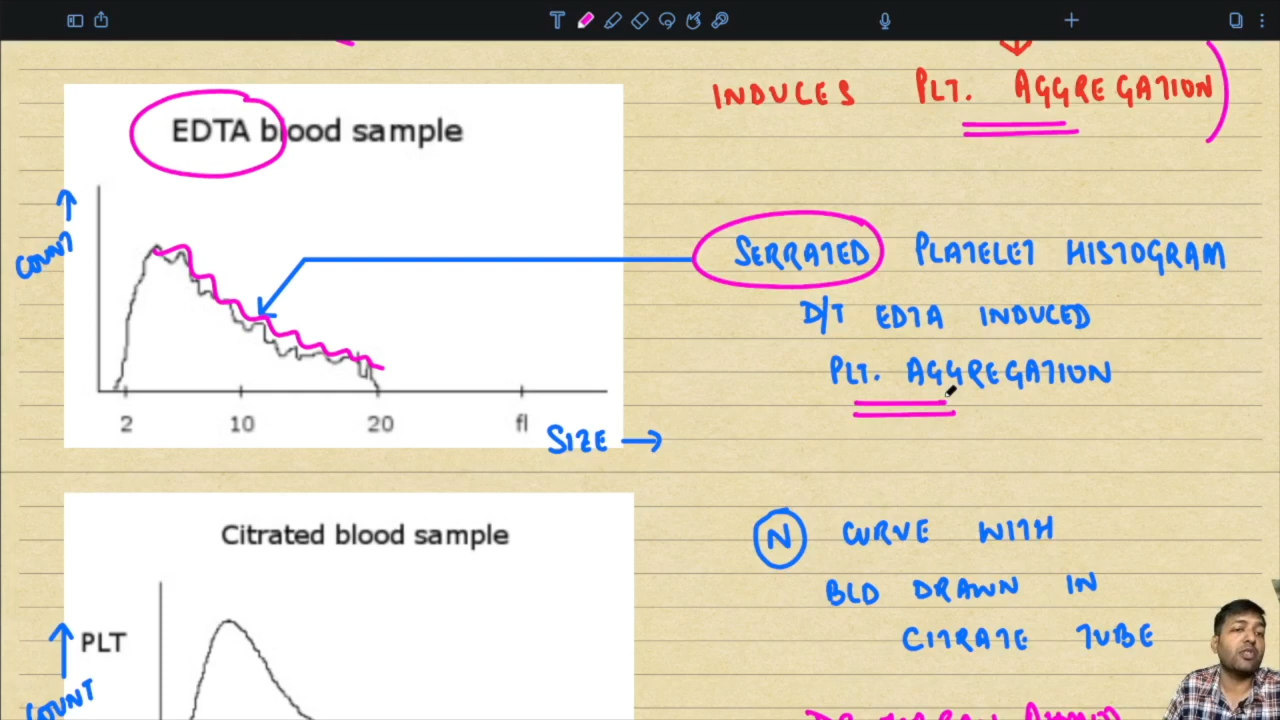 INDUCES PLT. AGGREGATION
EDTA blood sample
COUNT
SERRATED PLATELET HISTOGRAM
D/T EDTA INDUCED
PLT. AGGREGATION
2 10 20 fl
SIZE
Citrated blood sample
N CURVE WITH
BLD DRAWN IN
CITRATE TUBE
PLT
COUNT